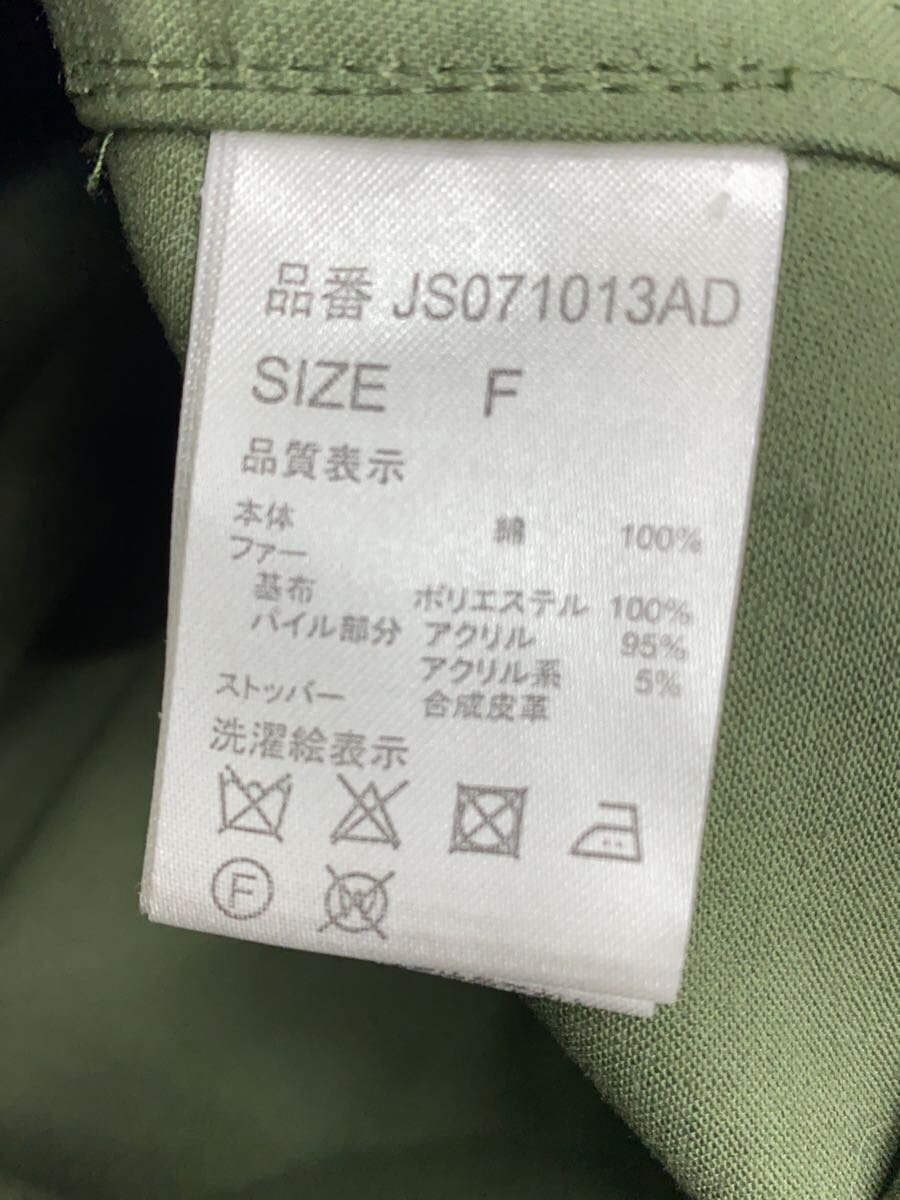 品番 JS071013AD
SIZE F
品質表示
本体 綿 100%
ファー
基布 ポリエステル 100%
パイル部分 アクリル 95%
アクリル系 5%
ストッパー 合成皮革
洗濯絵表示
F W